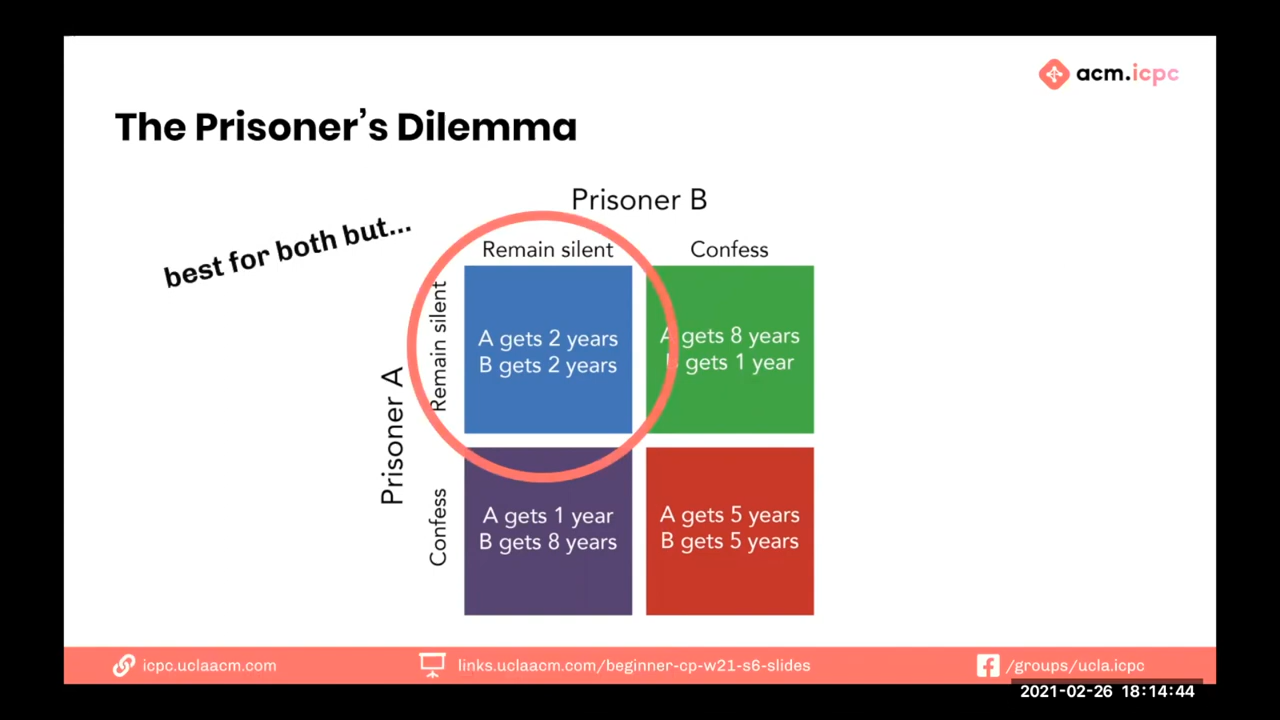 acm.icpc
The Prisoner's Dilemma
Prisoner B
best for both but...
Remain silent
Confess
Prisoner A
Remain silent
A gets 2 years
B gets 2 years
A gets 8 years
B gets 1 year
Confess
A gets 1 year
B gets 8 years
A gets 5 years
B gets 5 years
icpc.uclaacm.com
links.uclaacm.com/beginner-cp-w21-s6-slides
/groups/ucla.icpc
2021-02-26 18:14:44